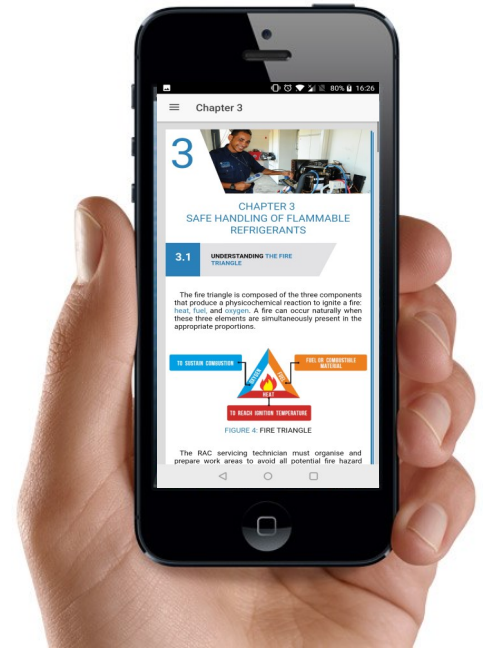 80% 16:26
Chapter 3
3
CHAPTER 3
SAFE HANDLING OF FLAMMABLE
REFRIGERANTS
3.1
UNDERSTANDING THE FIRE
TRIANGLE
The fire triangle is composed of the three components
that produce a physicochemical reaction to ignite a fire:
heat, fuel, and oxygen. A fire can occur naturally when
these three elements are simultaneously present in the
appropriate proportions.
TO SUSTAIN COMBUSTION
FUEL OR COMBUSTIBLE
MATERIAL
OXYGEN
FUEL
HEAT
TO REACH IGNITION TEMPERATURE
FIGURE 4: FIRE TRIANGLE
The RAC servicing technician must organise and
prepare work areas to avoid all potential fire hazard